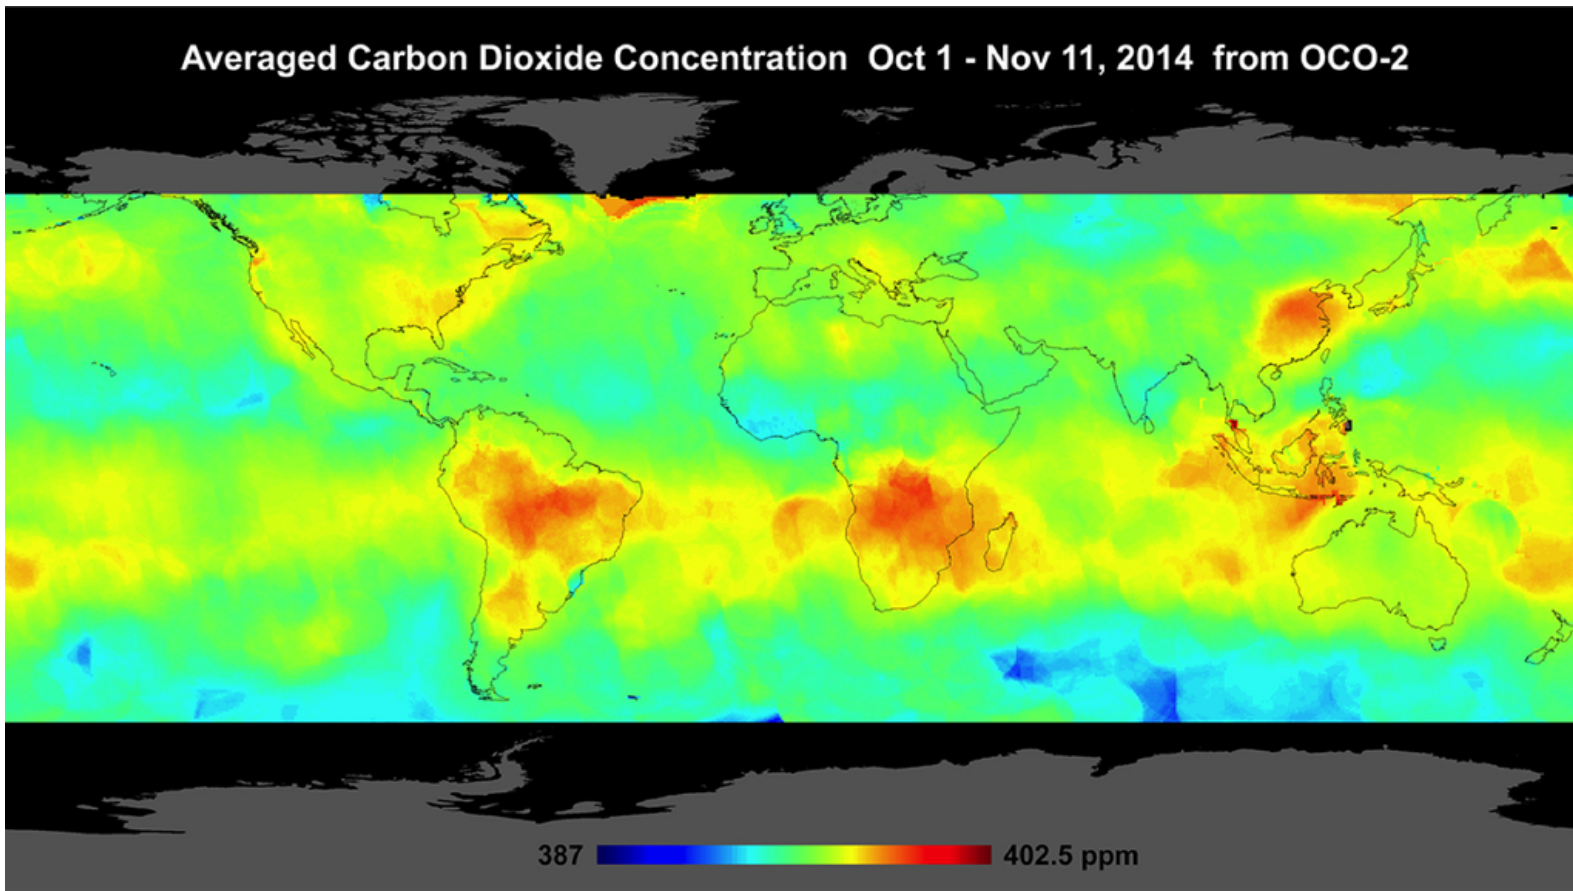 Averaged Carbon Dioxide Concentration  Oct 1 - Nov 11, 2014  from OCO-2
387 402.5 ppm